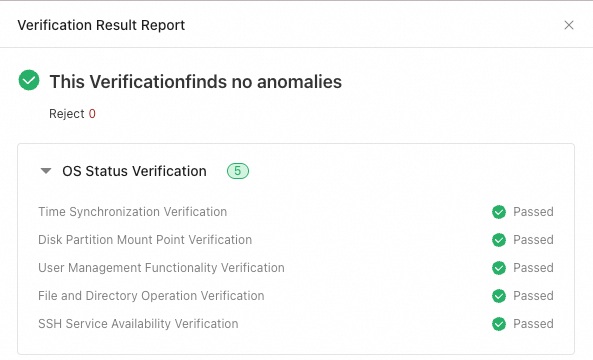 Verification Result Report
This Verificationfinds no anomalies
Reject 0
OS Status Verification 5
Time Synchronization Verification Passed
Disk Partition Mount Point Verification Passed
User Management Functionality Verification Passed
File and Directory Operation Verification Passed
SSH Service Availability Verification Passed